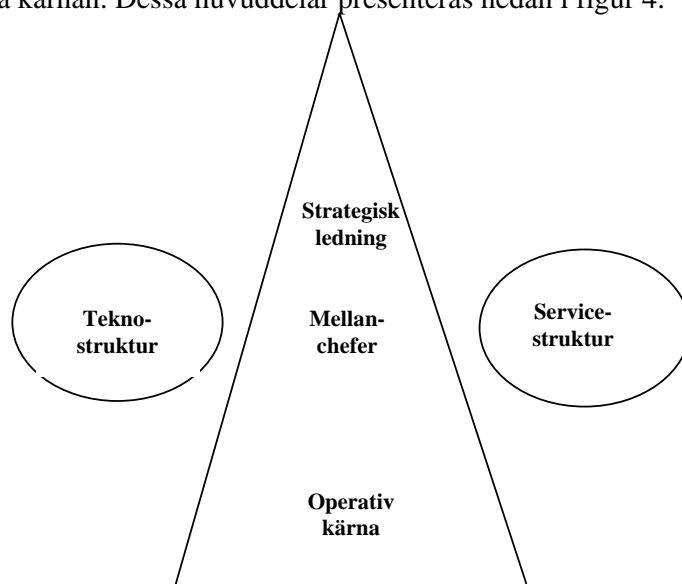 kärnan. Dessa huvuddelar presenteras nedan i figur 4.
Strategisk
ledning
Tekno-
struktur
Mellan-
chefer
Service-
struktur
Operativ
kärna